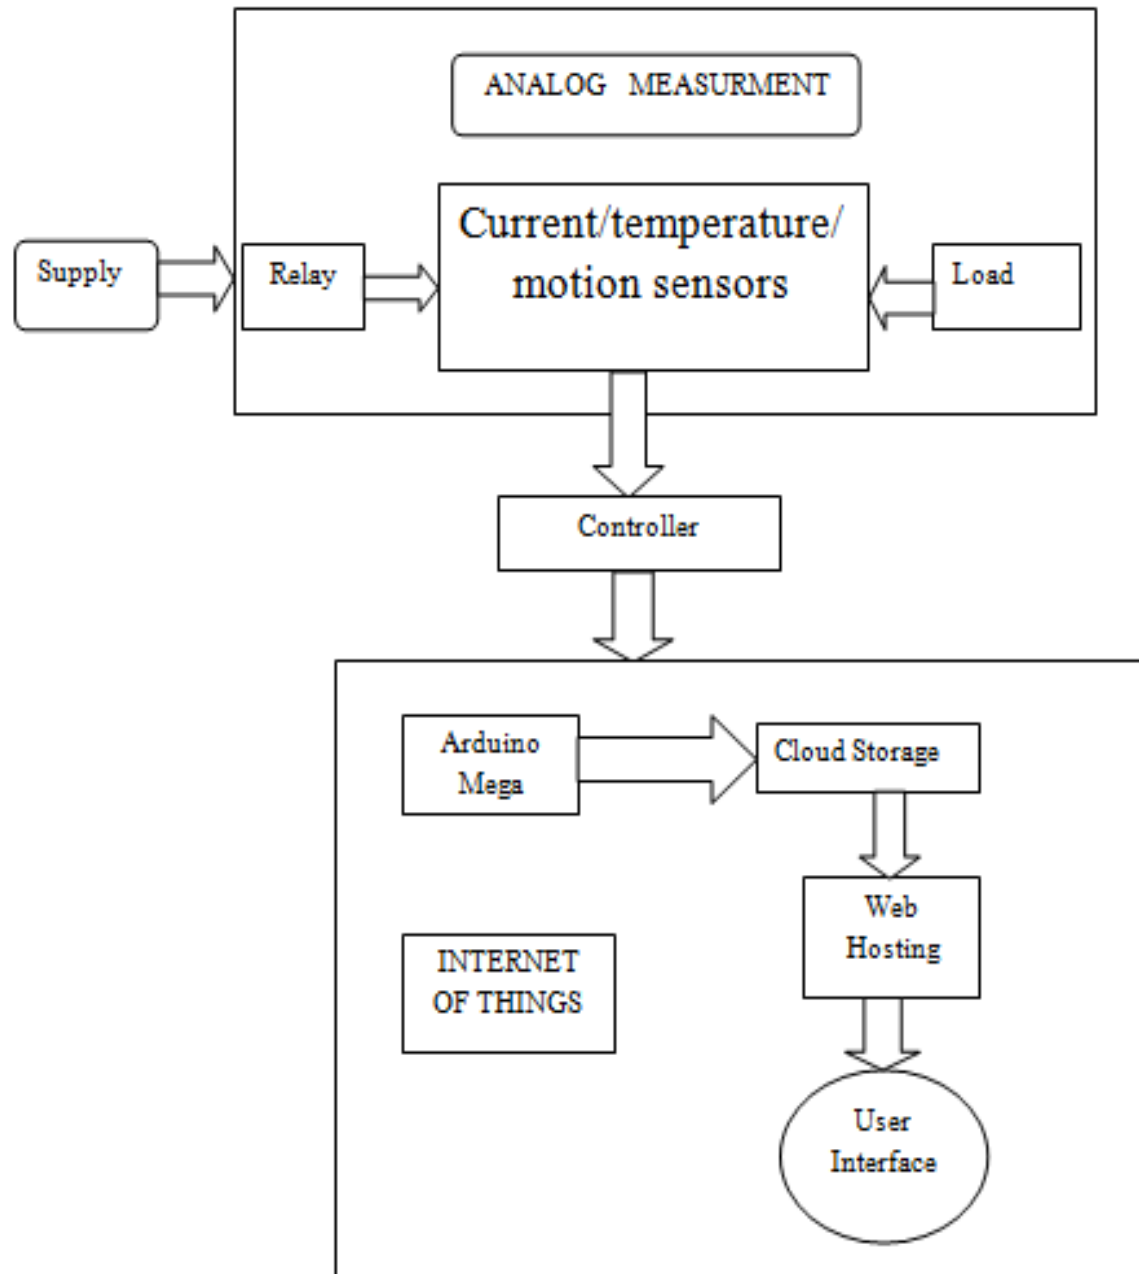 ANALOG MEASURMENT
Current/temperature/
motion sensors
Supply
Relay
Load
Controller
Arduino
Mega
Cloud Storage
Web
Hosting
INTERNET
OF THINGS
User
Interface